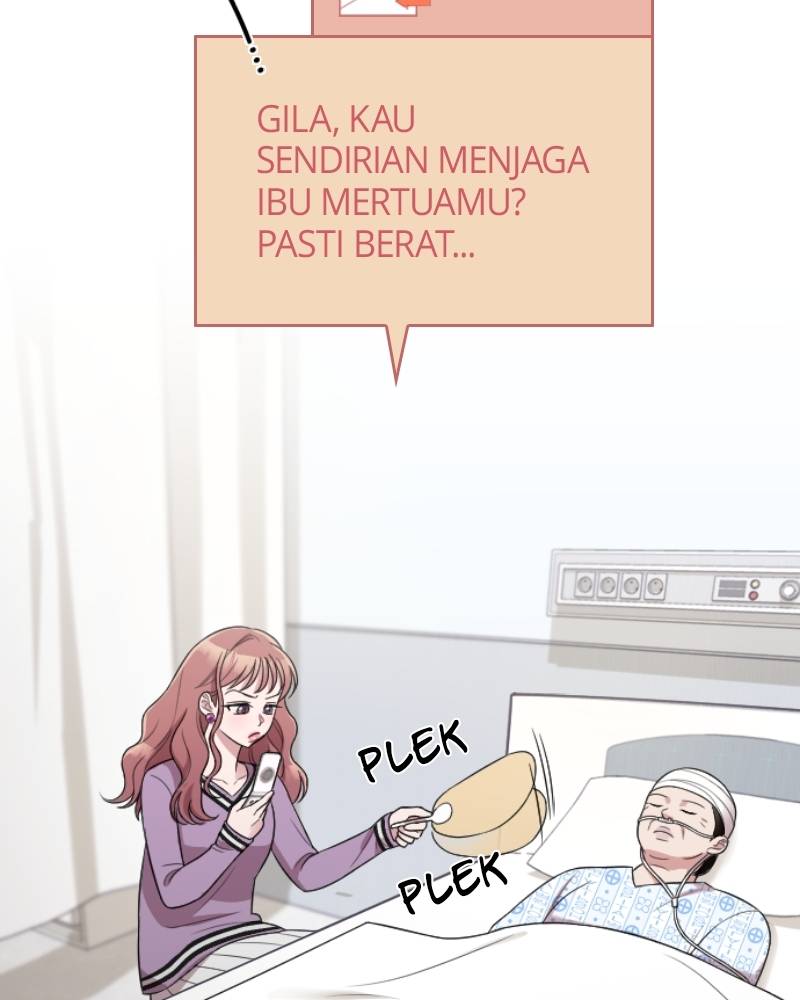 GILA, KAU
SENDIRIAN MENJAGA
IBU MERTUAMU?
PASTI BERAT...
PLEK
PLEK